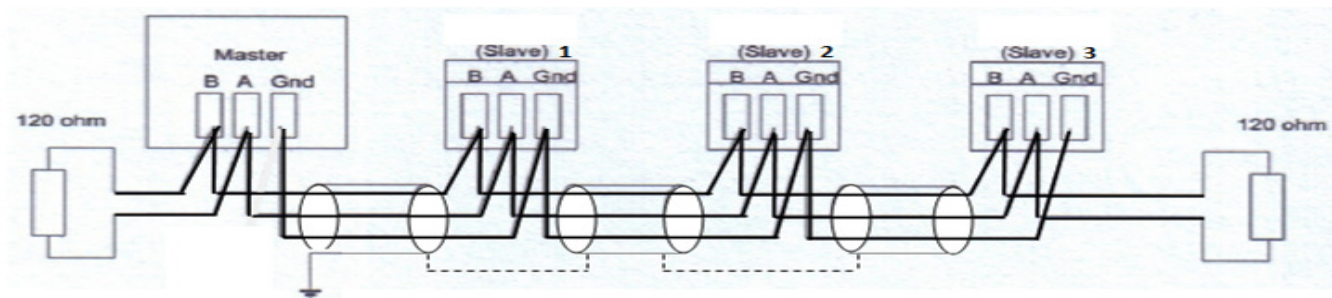 Master
B A Gnd
120 ohm
(Slave) 1
B A Gnd
(Slave) 2
B A Gnd
(Slave) 3
B A Gnd
120 ohm